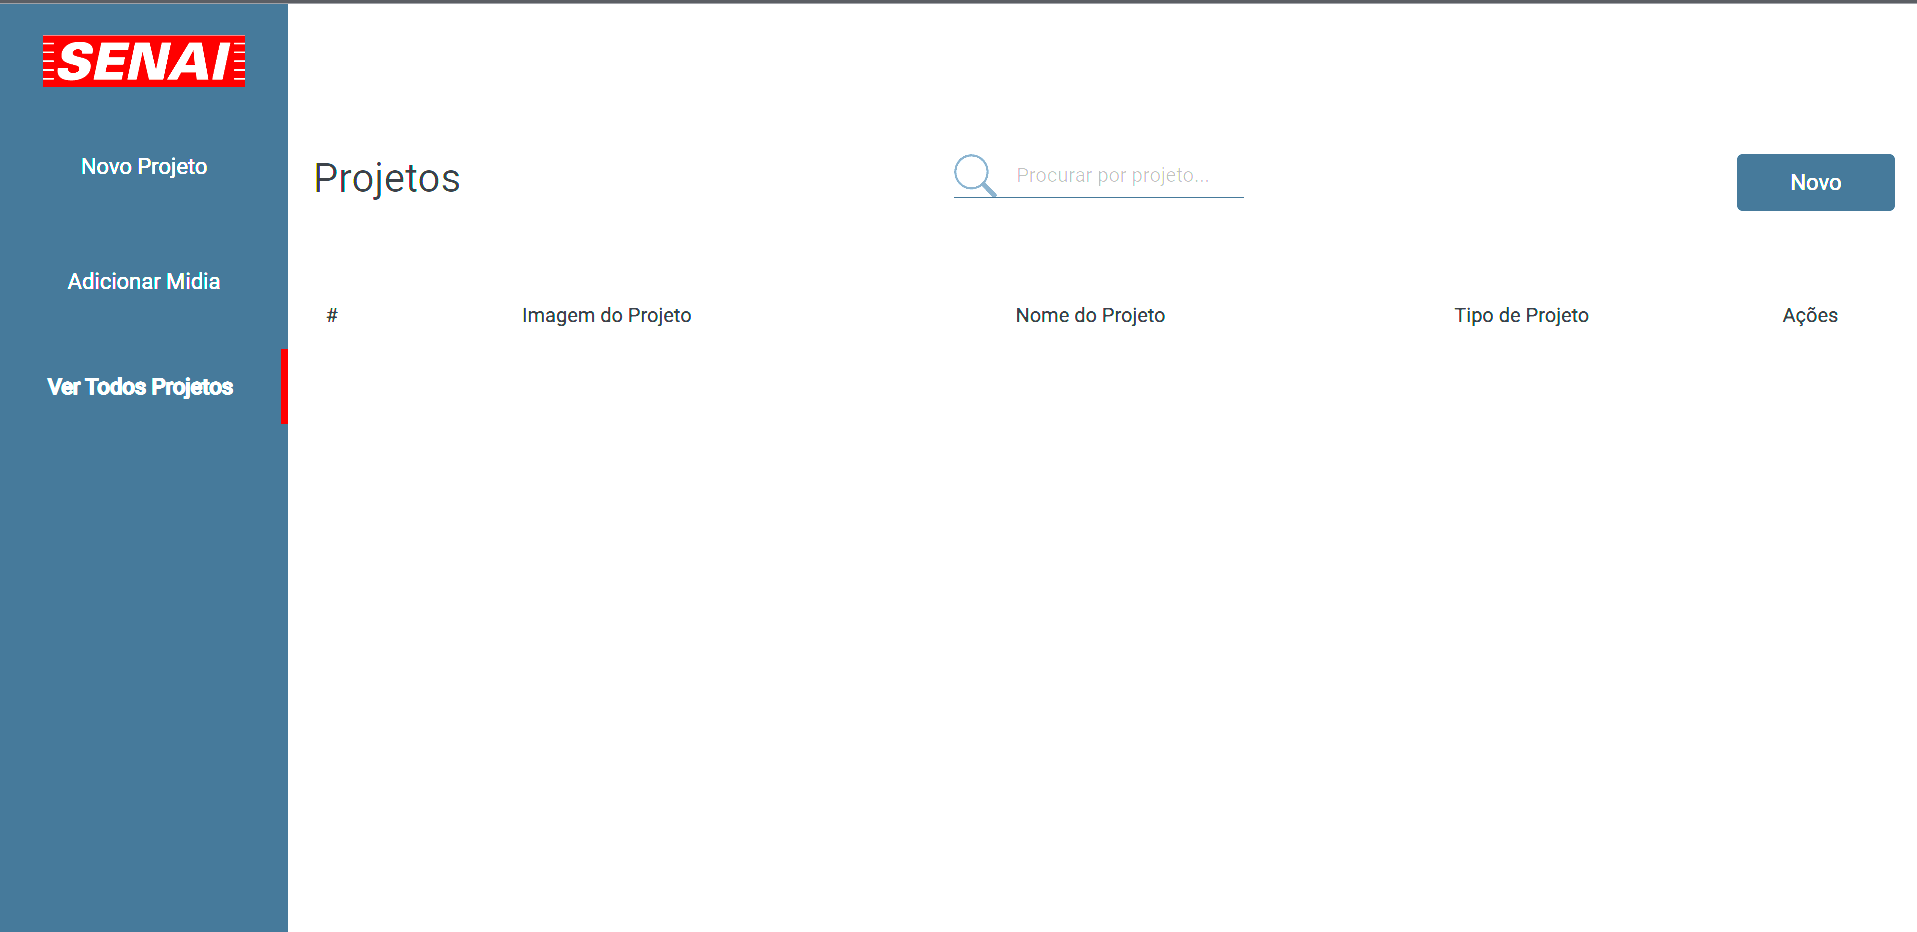 SENAI
Novo Projeto
Adicionar Midia
Ver Todos Projetos
Projetos
Procurar por projeto...
Novo
# Imagem do Projeto Nome do Projeto Tipo de Projeto Ações